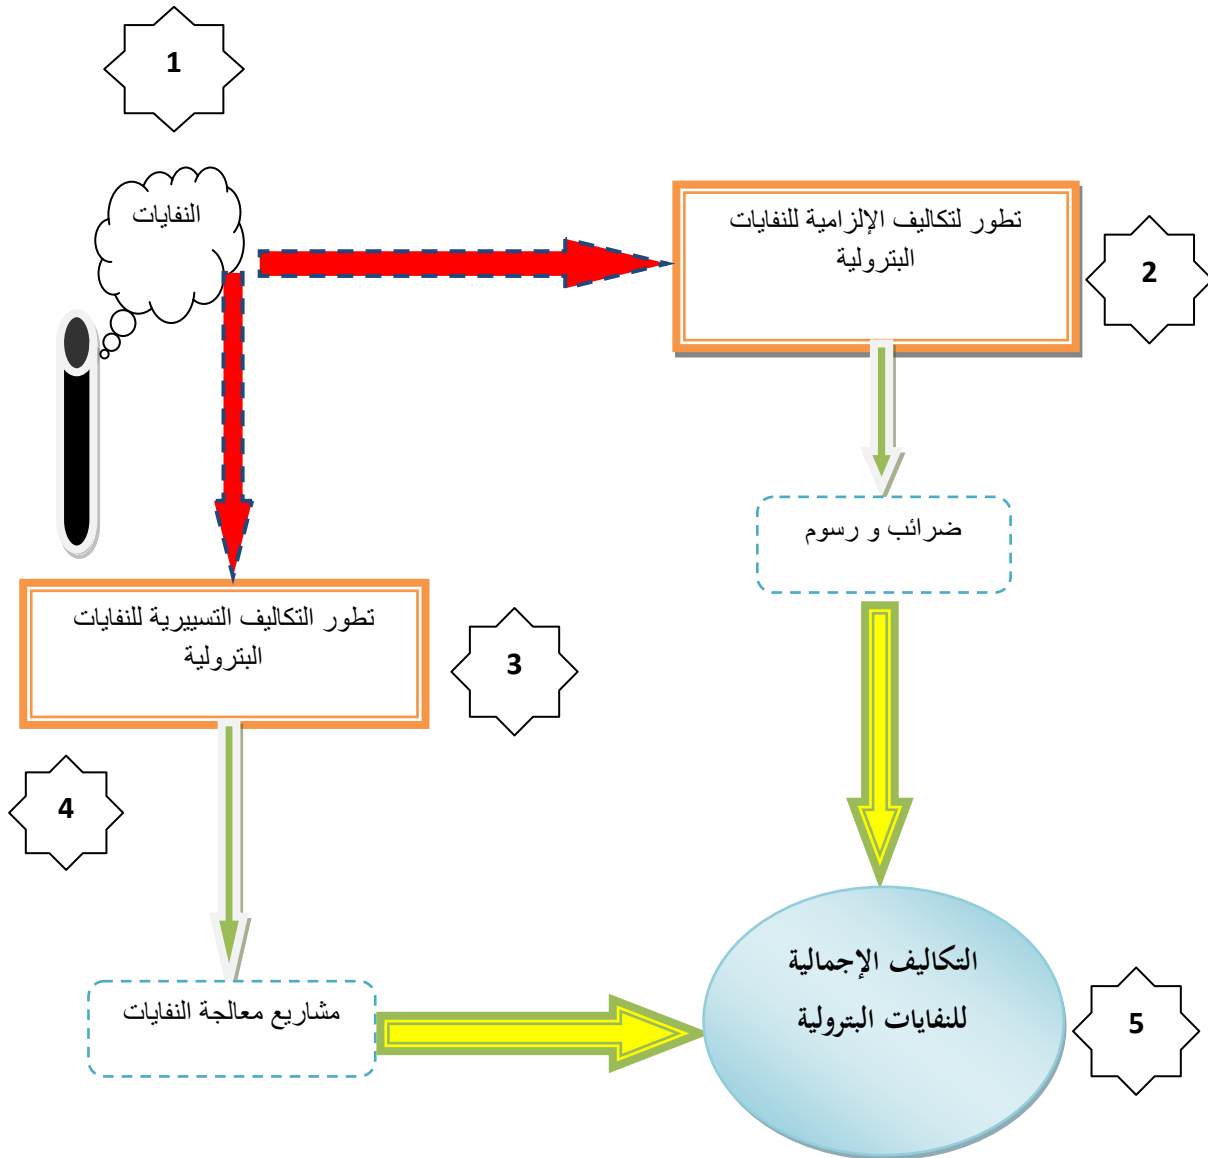 1
النفايات
تطور لتكاليف الإلزامية للنفايات
البترولية
2
ضرائب و رسوم
تطور التكاليف التسييرية للنفايات
البترولية
3
4
مشاريع معالجة النفايات
التكاليف الإجمالية
للنفايات البترولية
5